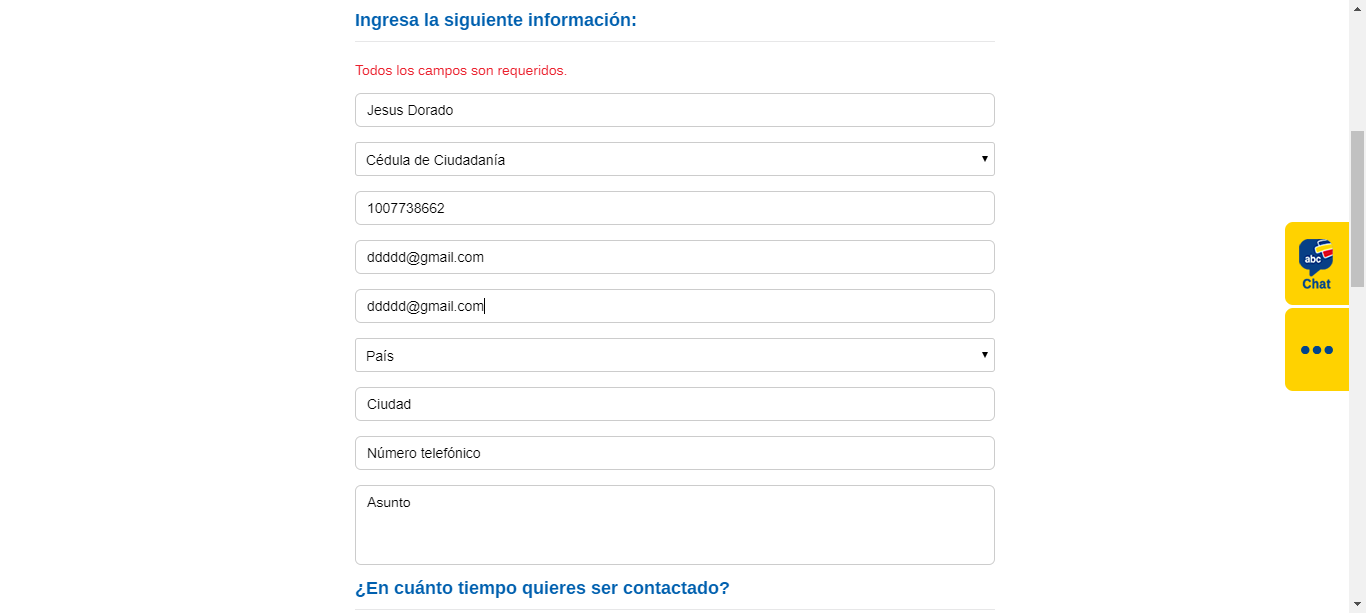 Ingresa la siguiente información:
Todos los campos son requeridos.
Jesus Dorado
Cédula de Ciudadanía
1007738662
ddddd@gmail.com
ddddd@gmail.com
País
Ciudad
Número telefónico
Asunto
¿En cuánto tiempo quieres ser contactado?
abc
Chat